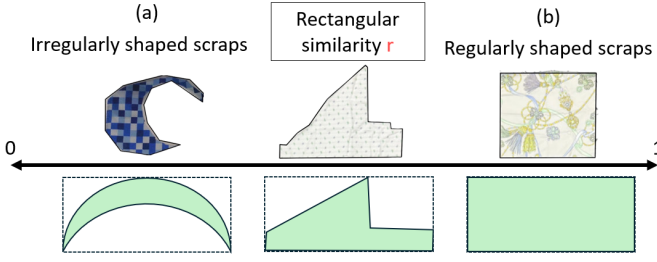 (a)
Irregularly shaped scraps
Rectangular
similarity r
(b)
Regularly shaped scraps
0